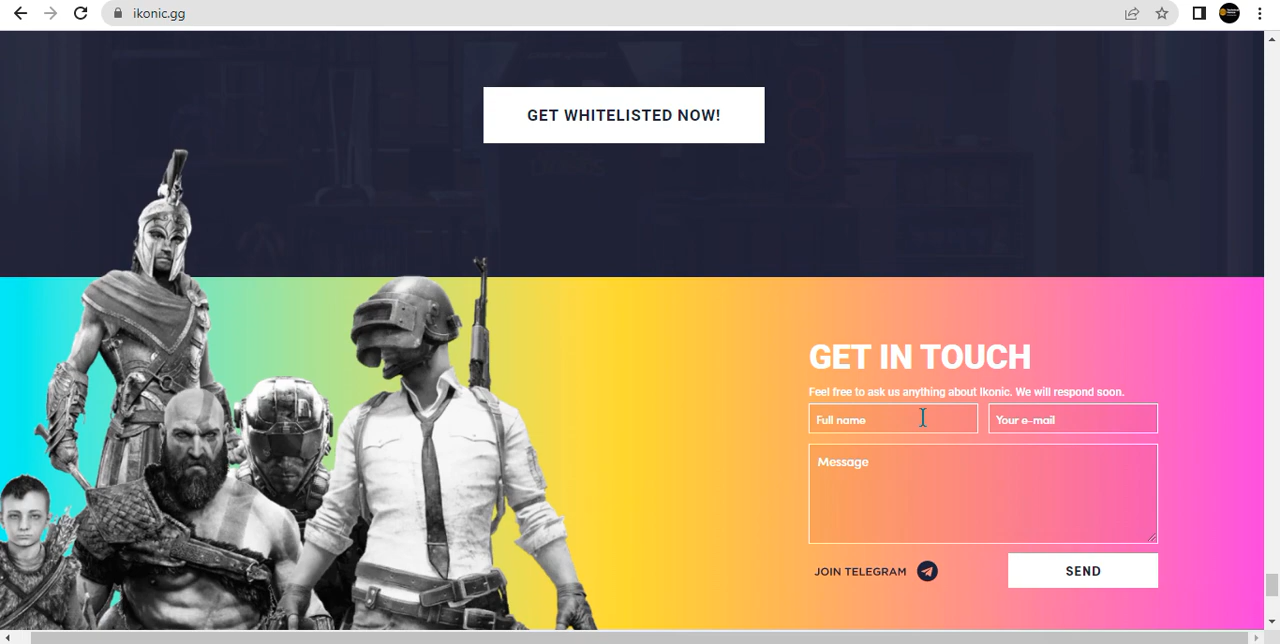 ikonic.gg
GET WHITELISTED NOW!
GET IN TOUCH
Feel free to ask us anything about Ikonic. We will respond soon.
Full name
Your e-mail
Message
JOIN TELEGRAM
SEND